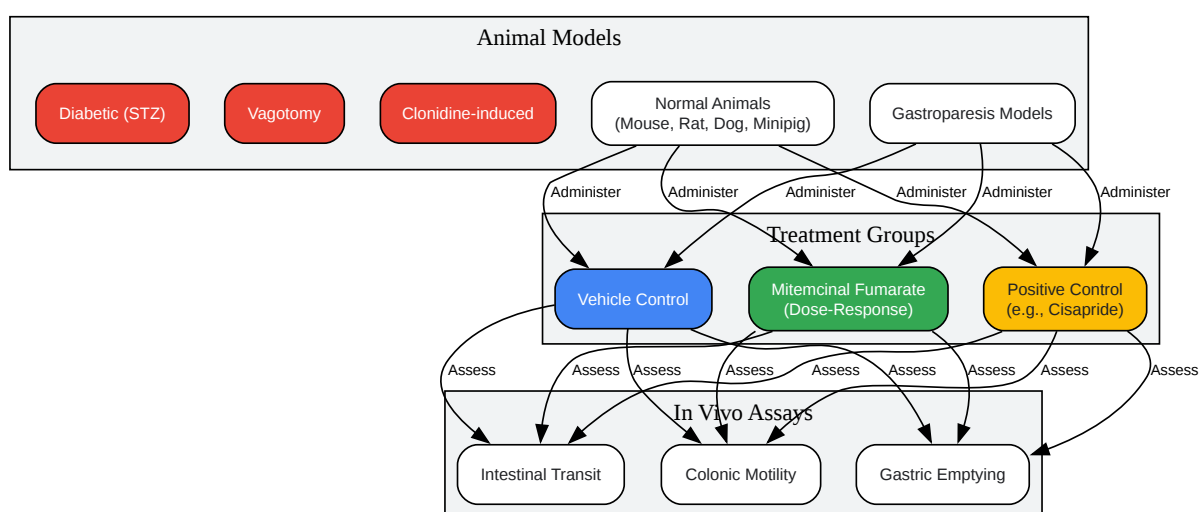 Animal Models
Diabetic (STZ)
Vagotomy
Clonidine-induced
Normal Animals
(Mouse, Rat, Dog, Minipig)
Gastroparesis Models
Administer
Administer
Administer
Administer
Administer
Administer
Treatment Groups
Vehicle Control
Mitemcinal Fumarate
(Dose-Response)
Positive Control
(e.g., Cisapride)
Assess
Assess
Assess
Assess
Assess
Assess
Assess
Assess
Assess
In Vivo Assays
Intestinal Transit
Colonic Motility
Gastric Emptying